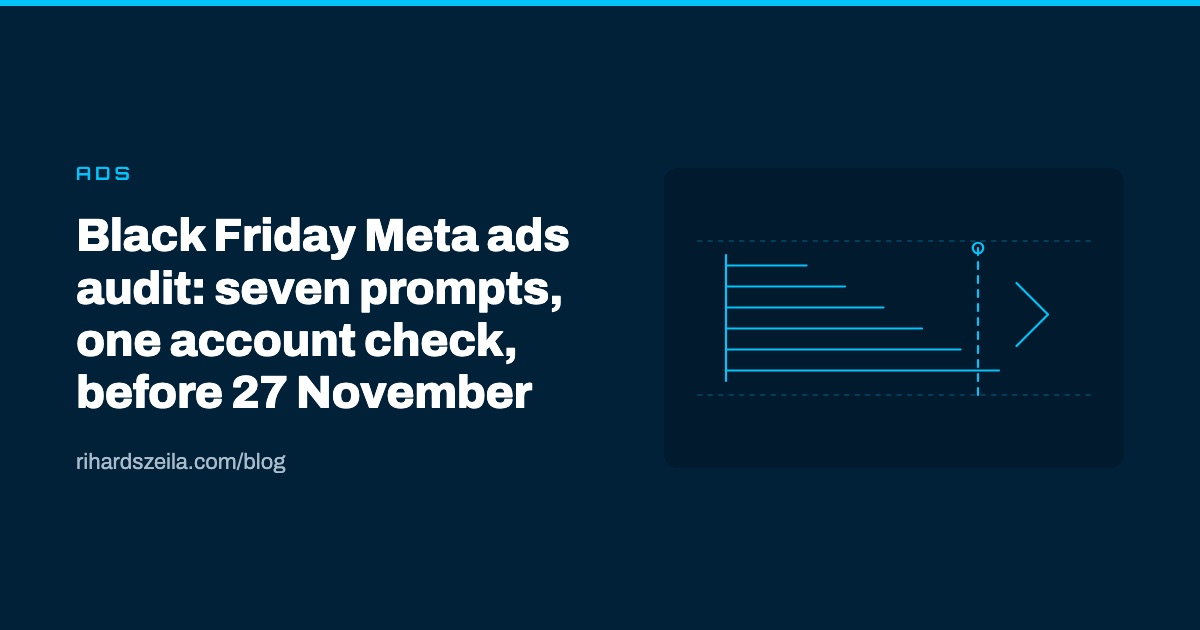 ADS
Black Friday Meta ads
audit: seven prompts,
one account check,
before 27 November
rihardszeila.com/blog